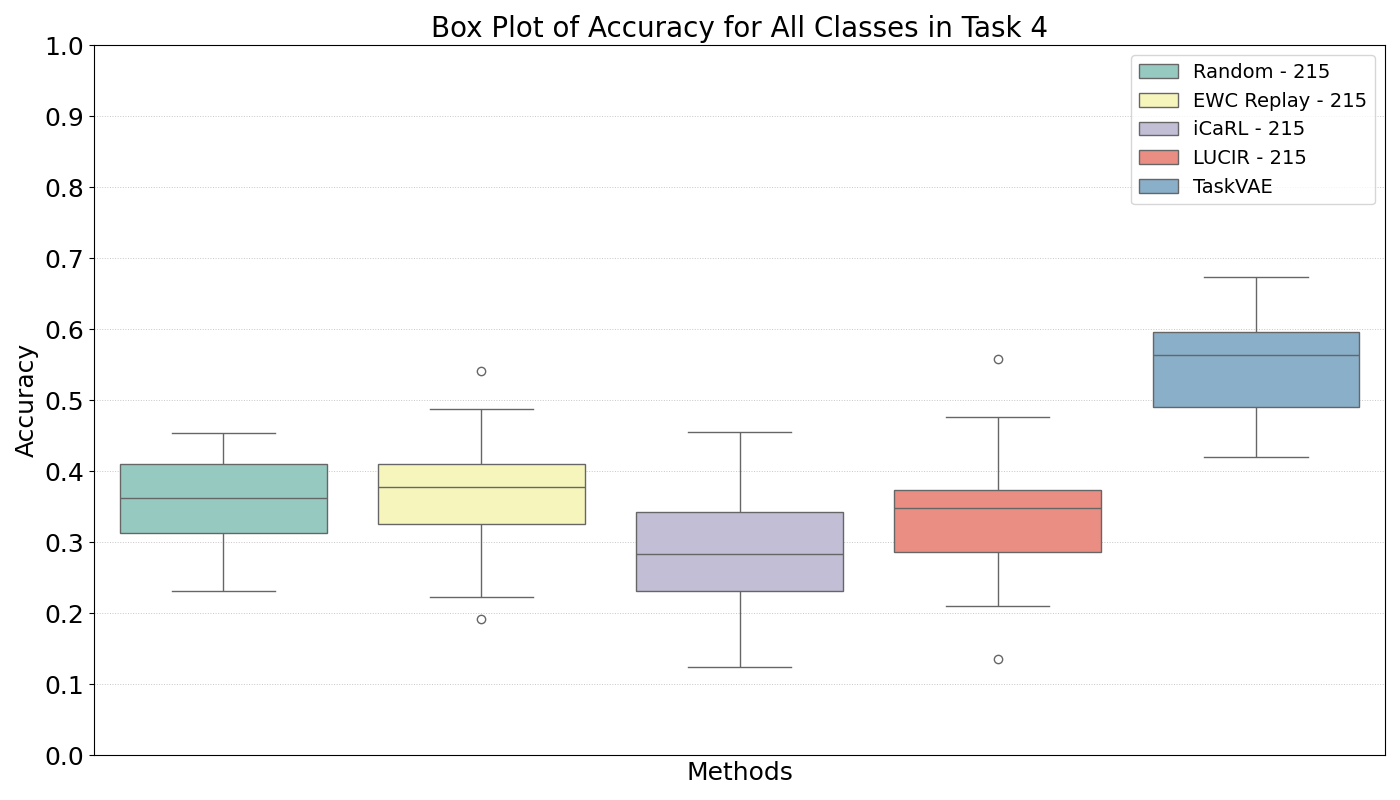 Box Plot of Accuracy for All Classes in Task 4
1.0
0.9
0.8
0.7
0.6
0.5
0.4
0.3
0.2
0.1
0.0
Accuracy
Methods
Random - 215
EWC Replay - 215
iCaRL - 215
LUCIR - 215
TaskVAE